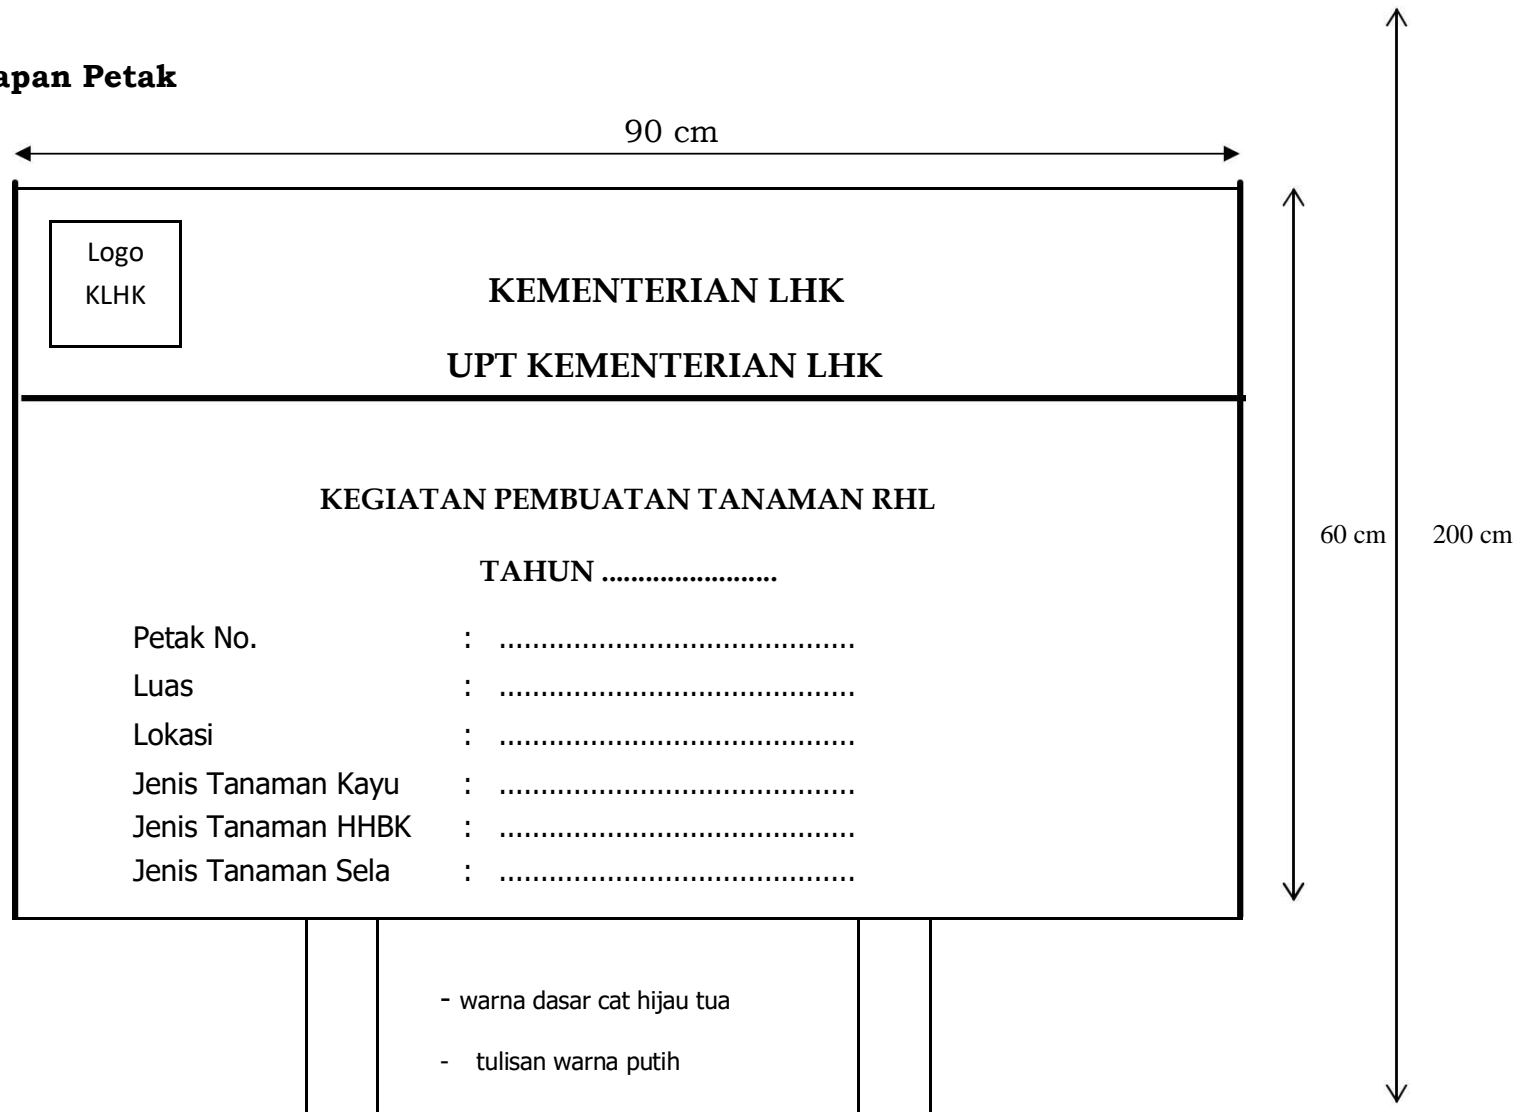 apan Petak
90 cm
Logo
KLHK
KEMENTERIAN LHK
UPT KEMENTERIAN LHK
KEGIATAN PEMBUATAN TANAMAN RHL
60 cm
200 cm
TAHUN ........................
Petak No. : ...........................................
Luas : ...........................................
Lokasi : ...........................................
Jenis Tanaman Kayu : ...........................................
Jenis Tanaman HHBK : ...........................................
Jenis Tanaman Sela : ...........................................
- warna dasar cat hijau tua
- tulisan warna putih